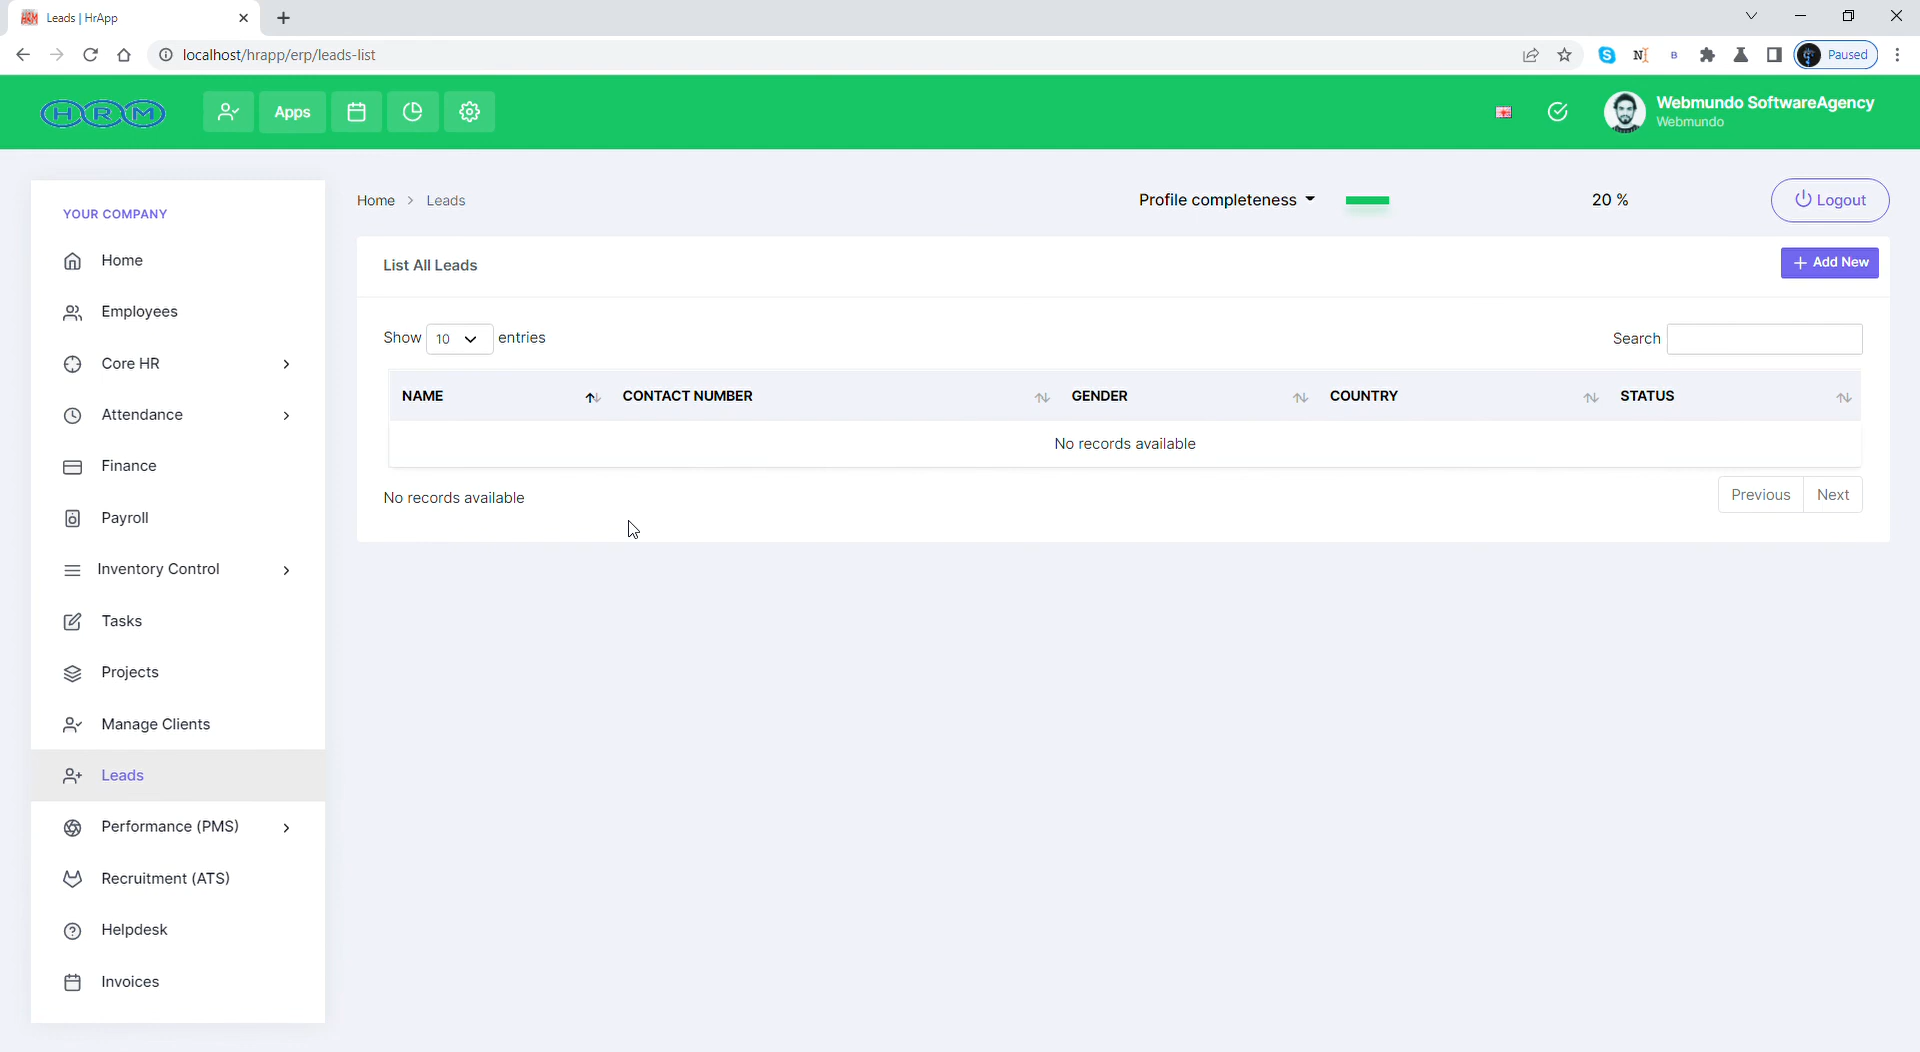 Leads | HrApp
localhost/hrapp/erp/leads-list
Paused
HRM
Apps
Webmundo SoftwareAgency
Webmundo
YOUR COMPANY
Home
Employees
Core HR
Attendance
Finance
Payroll
Inventory Control
Tasks
Projects
Manage Clients
Leads
Performance (PMS)
Recruitment (ATS)
Helpdesk
Invoices
Home > Leads
Profile completeness
20 %
Logout
List All Leads
Add New
Show 10 entries
Search
NAME CONTACT NUMBER GENDER COUNTRY STATUS
No records available
No records available
Previous Next